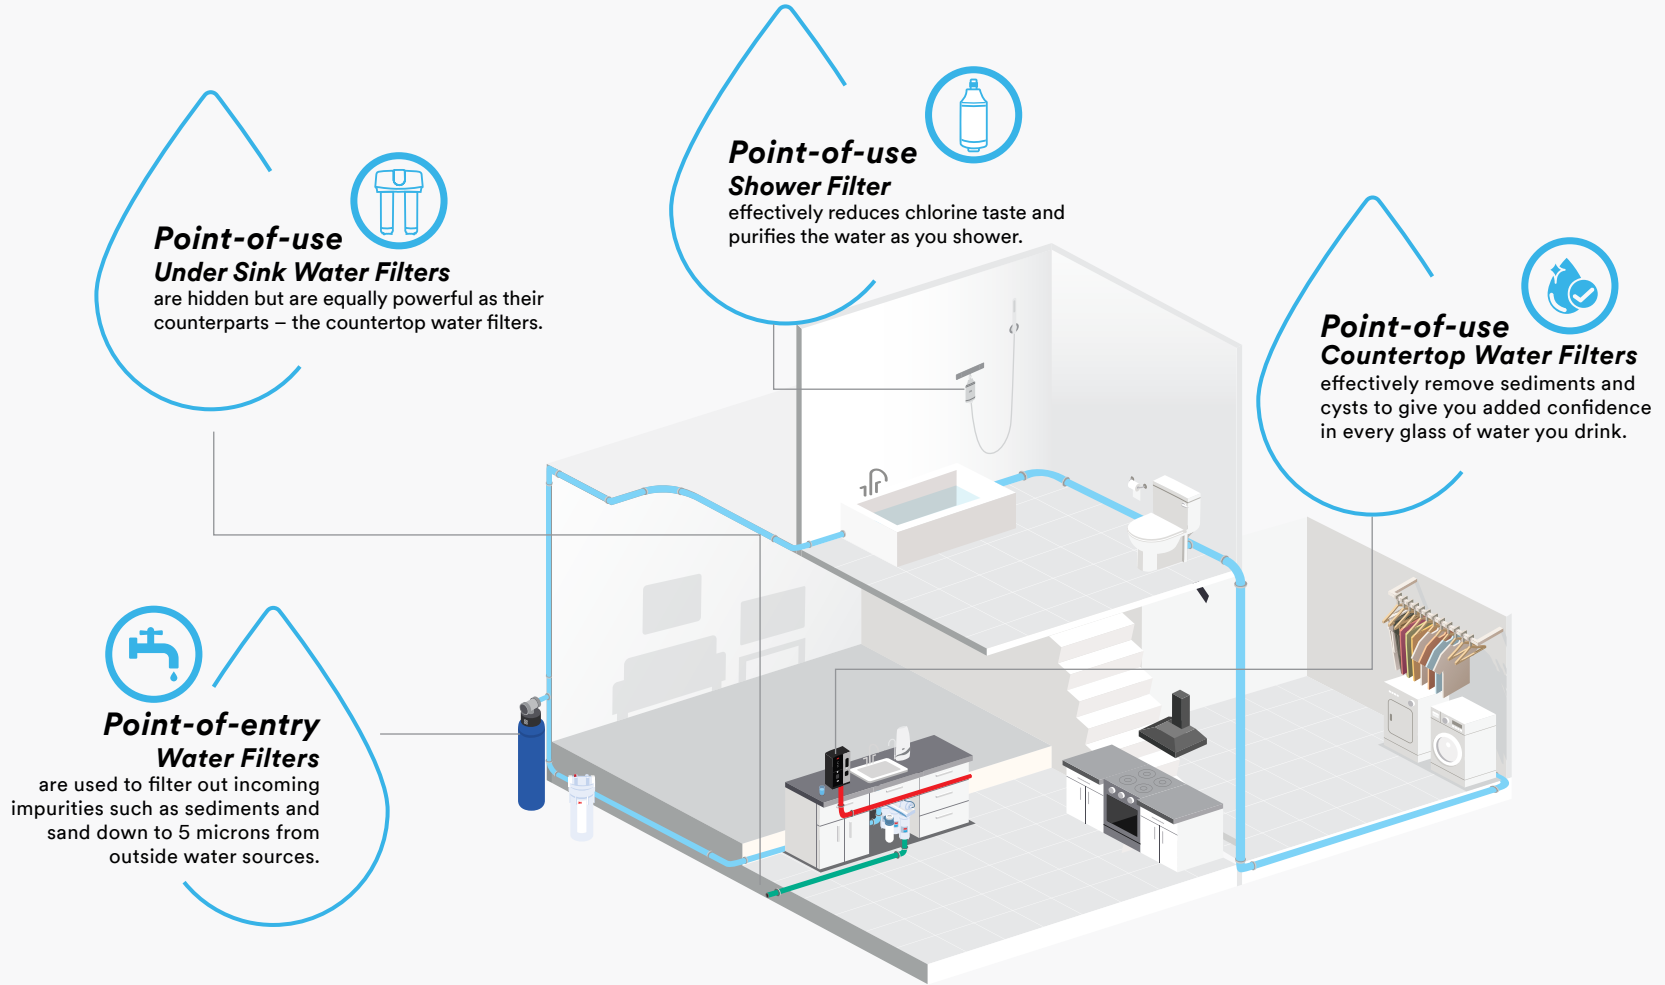 Point-of-use
Shower Filter
effectively reduces chlorine taste and
purifies the water as you shower.
Point-of-use
Under Sink Water Filters
are hidden but are equally powerful as their
counterparts – the countertop water filters.
Point-of-use
Countertop Water Filters
effectively remove sediments and
cysts to give you added confidence
in every glass of water you drink.
Point-of-entry
Water Filters
are used to filter out incoming
impurities such as sediments and
sand down to 5 microns from
outside water sources.